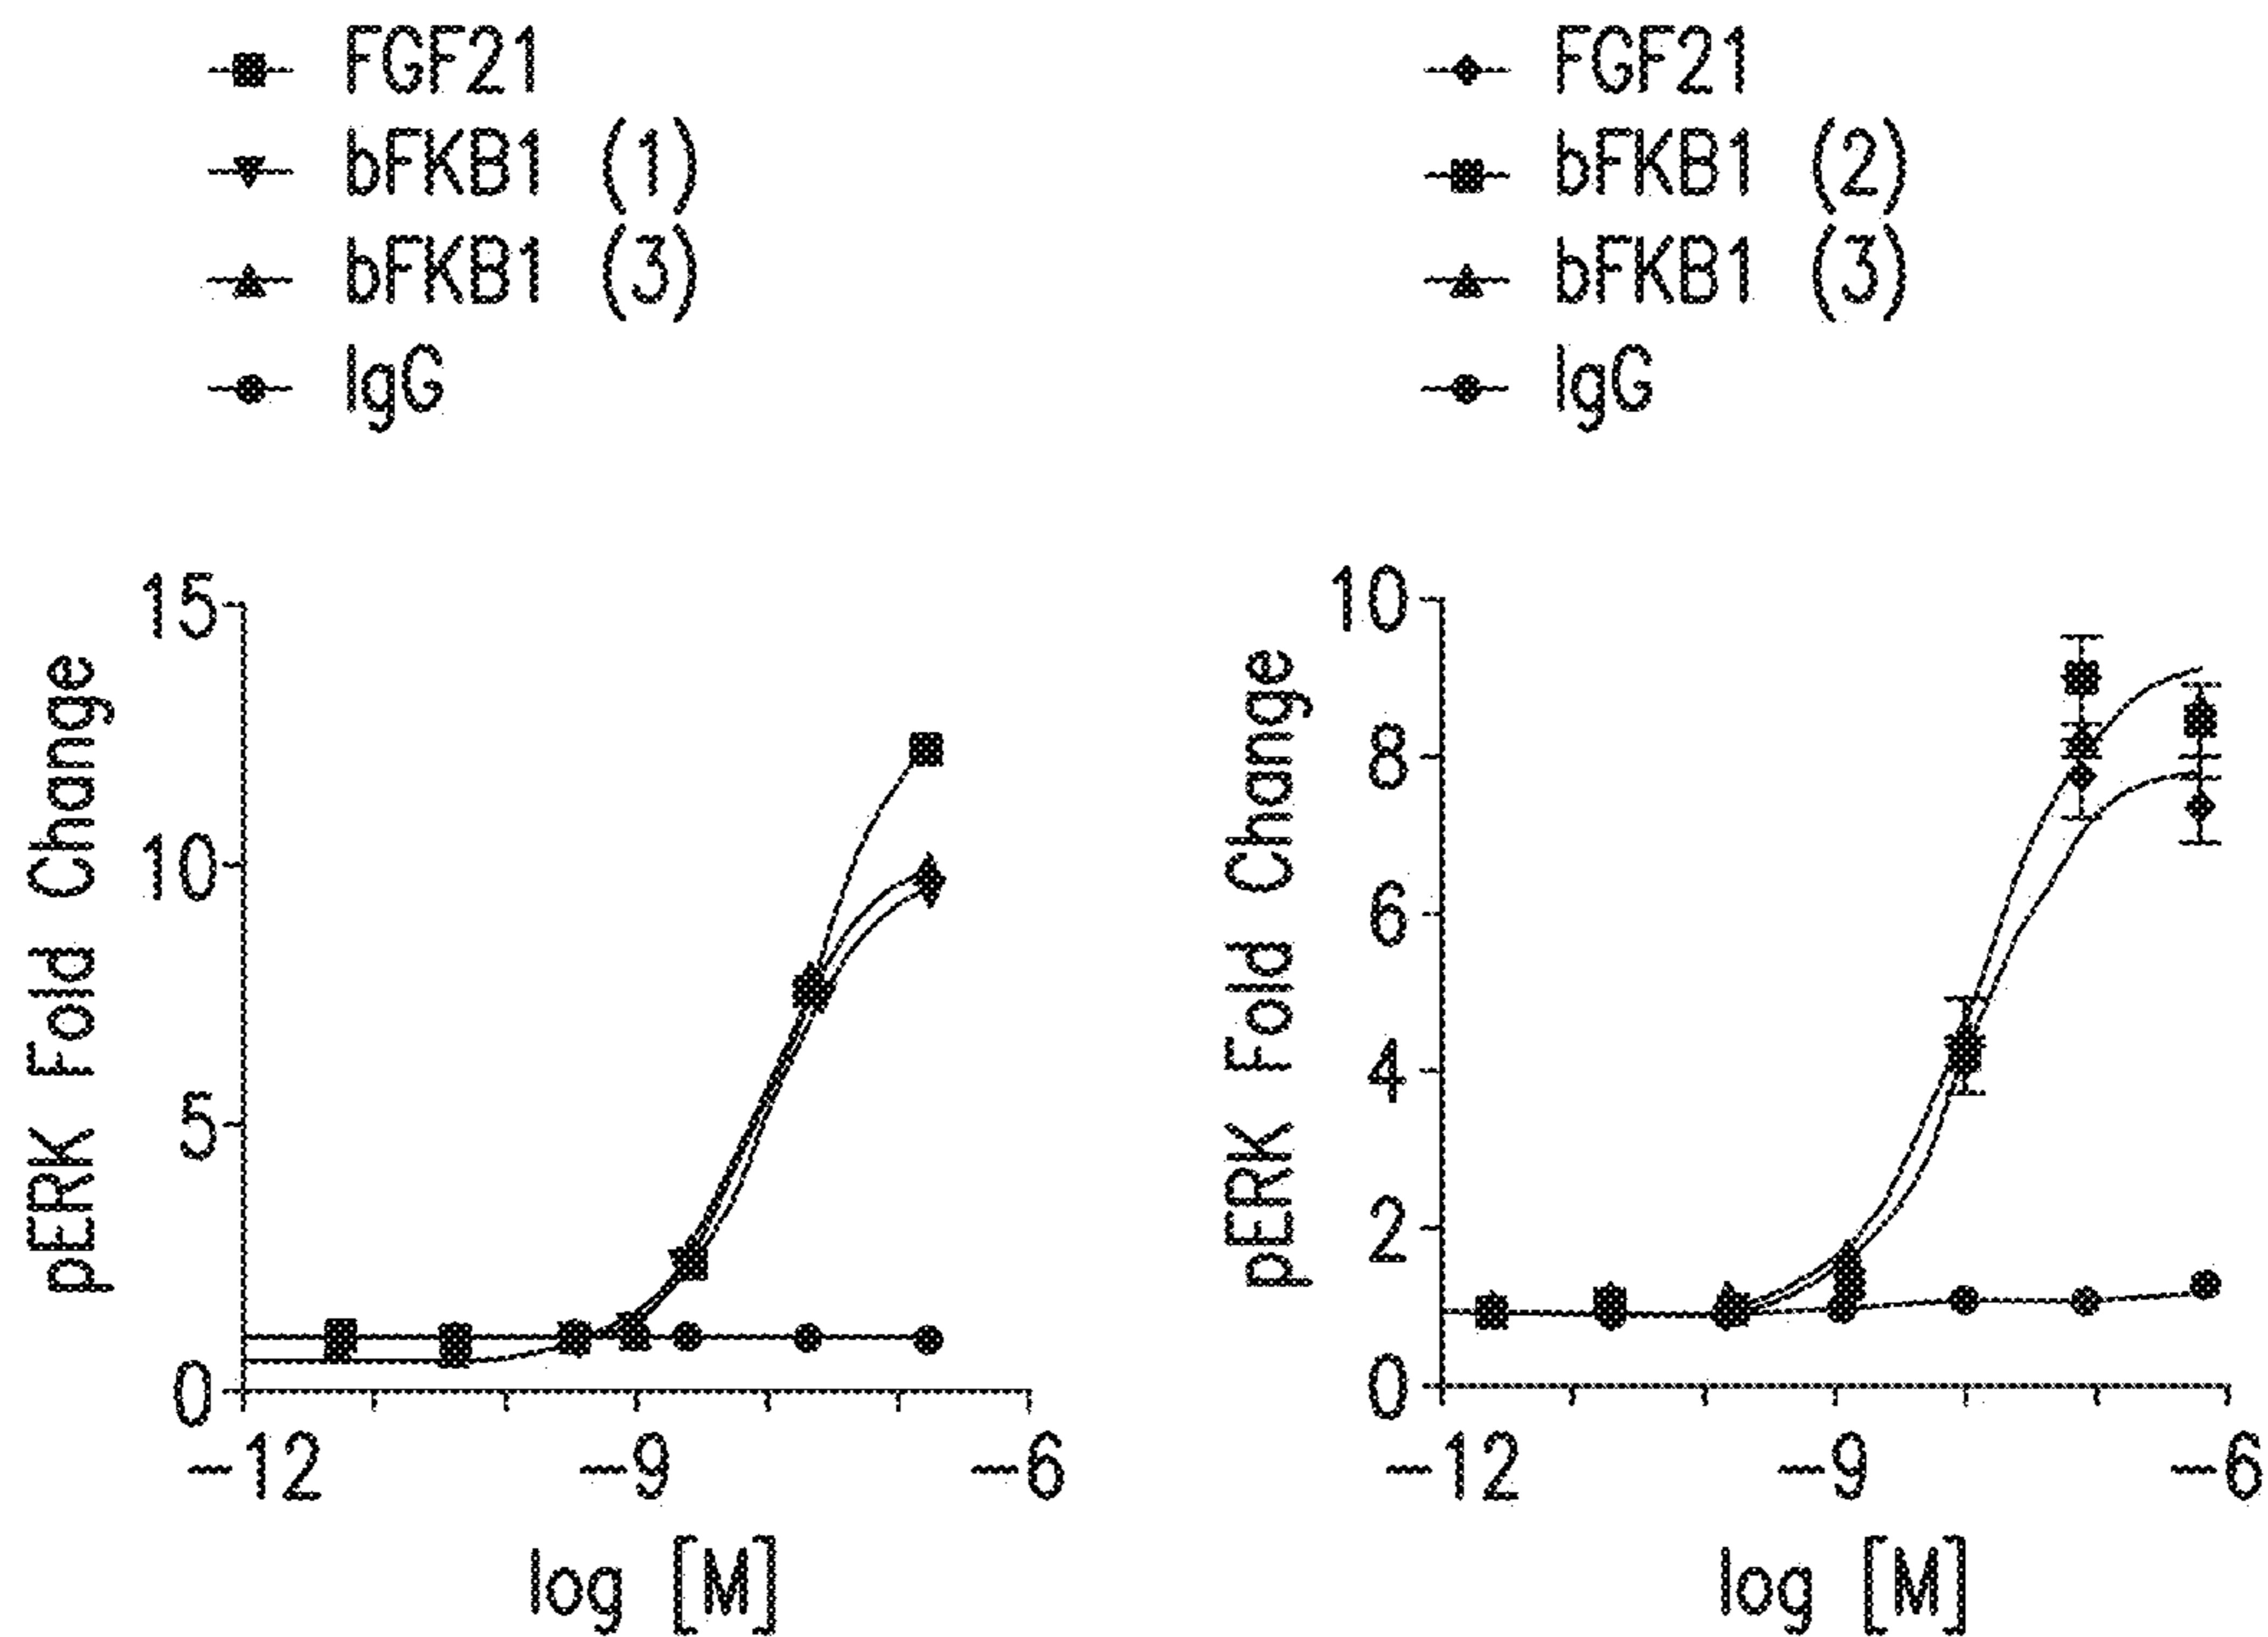 FGF21
bFKB1 (1)
bFKB1 (3)
IgG
pERK Fold Change
15
10
5
0
-12
-9
-6
log [M]
FGF21
bFKB1 (2)
bFKB1 (3)
IgG
pERK Fold Change
10
8
6
4
2
0
-12
-9
-6
log [M]